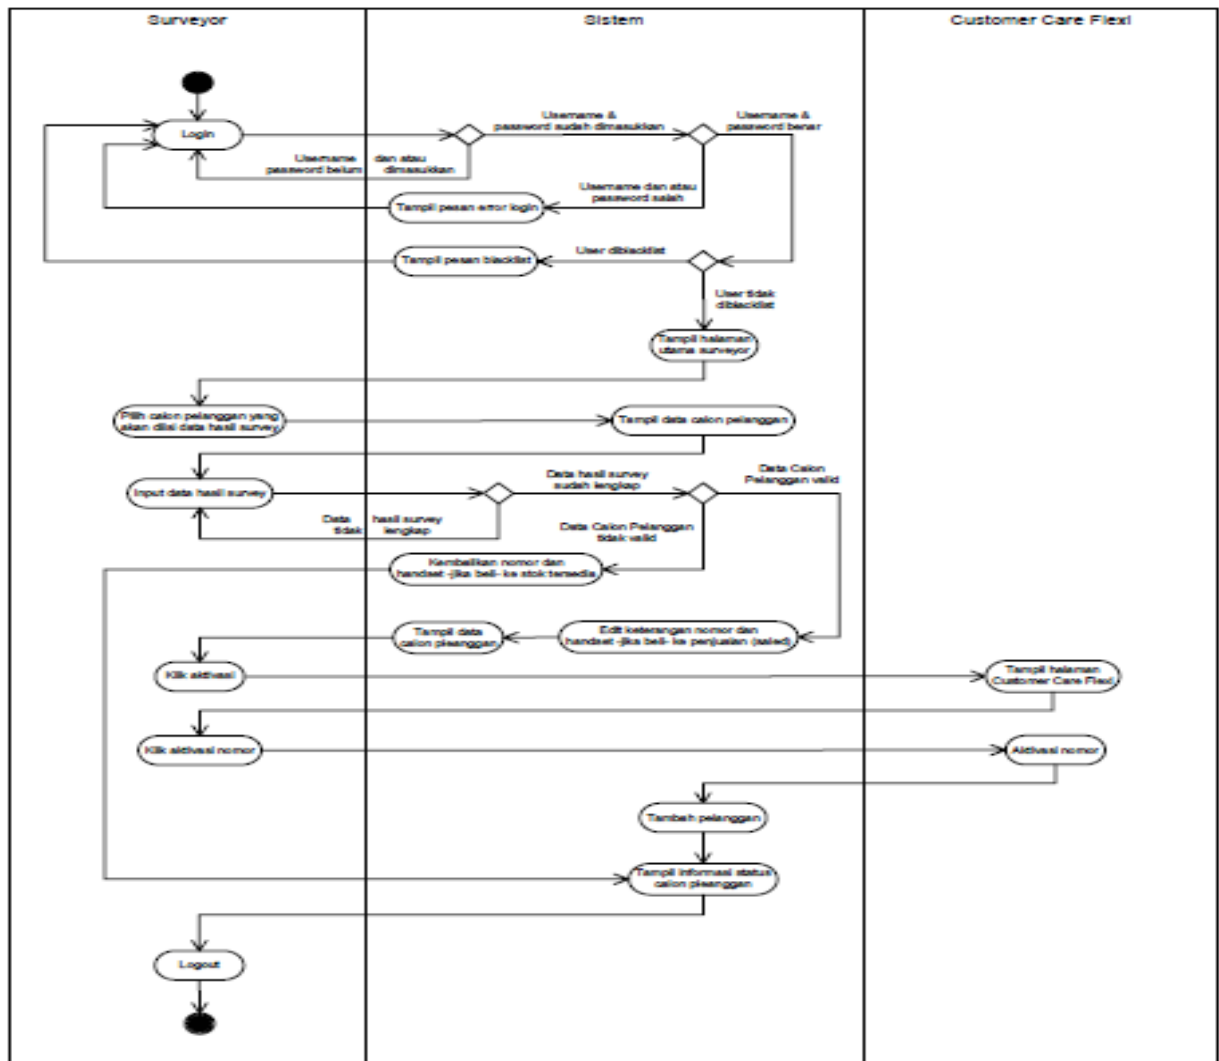 Surveyor
Sistem
Customer Care Flexi
Username &
password sudah dimasukkan
Username &
password benar
Login
Username dan atau
password belum dimasukkan
Username dan atau
password salah
Tampil pesan error login
User diblacklist
Tampil pesan blacklist
User tidak
diblacklist
Tampil halaman
utama surveyor
Pilih calon pelanggan yang
akan diisi data hasil survey
Tampil data calon pelanggan
Data hasil survey
sudah lengkap
Data Calon
Pelanggan valid
Input data hasil survey
Data hasil survey
tidak lengkap
Data Calon Pelanggan
tidak valid
Kembalikan nomor dan
handset -jika beli- ke stok tersedia
Tampil data
calon pleanggan
Edit keterangan nomor dan
handset -jika beli- ke penjualan (saled)
Klik aktivasi
Tampil halaman
Customer Care Flexi
Klik aktivasi nomor
Aktivasi nomor
Tambah pelanggan
Tampil informasi status
calon pleanggan
Logout